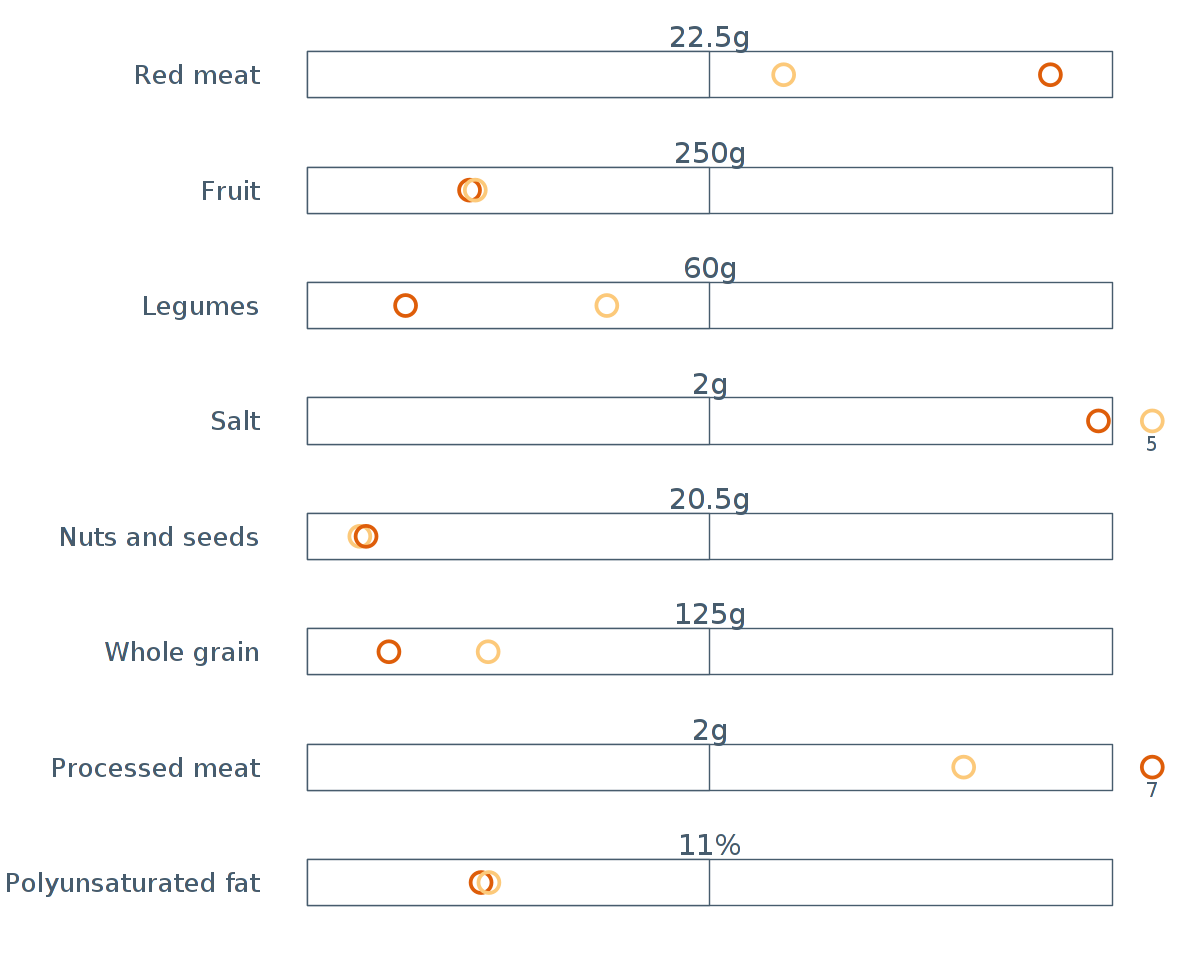 22.5g
Red meat
250g
Fruit
60g
Legumes
2g
Salt
5
20.5g
Nuts and seeds
125g
Whole grain
2g
Processed meat
7
11%
Polyunsaturated fat